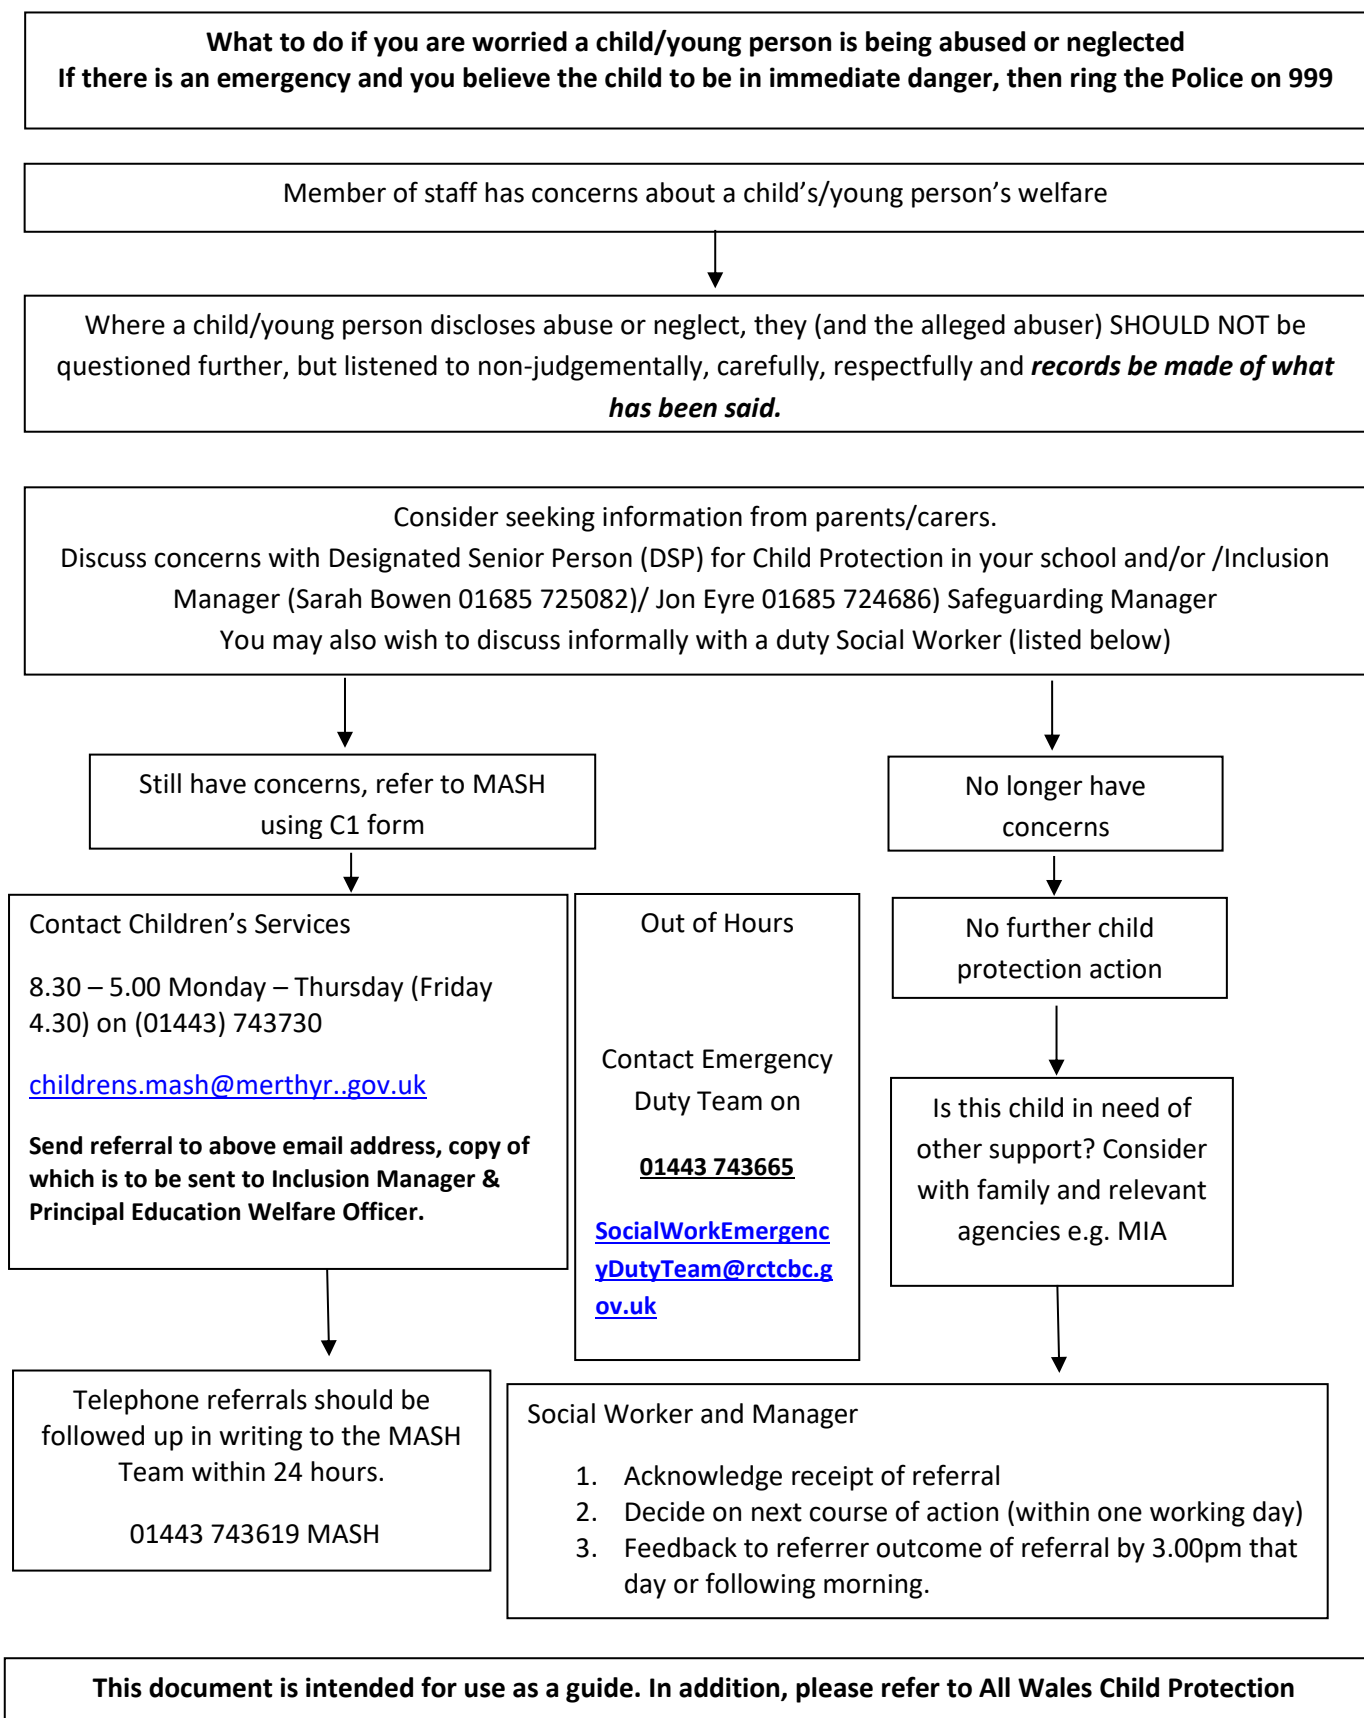 What to do if you are worried a child/young person is being abused or neglected
If there is an emergency and you believe the child to be in immediate danger, then ring the Police on 999
Member of staff has concerns about a child’s/young person’s welfare
Where a child/young person discloses abuse or neglect, they (and the alleged abuser) SHOULD NOT be
questioned further, but listened to non-judgementally, carefully, respectfully and records be made of what
has been said.
Consider seeking information from parents/carers.
Discuss concerns with Designated Senior Person (DSP) for Child Protection in your school and/or /Inclusion
Manager (Sarah Bowen 01685 725082)/ Jon Eyre 01685 724686) Safeguarding Manager
You may also wish to discuss informally with a duty Social Worker (listed below)
Still have concerns, refer to MASH
using C1 form
No longer have
concerns
Contact Children’s Services
8.30 – 5.00 Monday – Thursday (Friday
4.30) on (01443) 743730
childrens.mash@merthyr..gov.uk
Send referral to above email address, copy of
which is to be sent to Inclusion Manager &
Principal Education Welfare Officer.
Out of Hours
Contact Emergency
Duty Team on
01443 743665
SocialWorkEmergenc
yDutyTeam@rctcbc.g
ov.uk
No further child
protection action
Is this child in need of
other support? Consider
with family and relevant
agencies e.g. MIA
Telephone referrals should be
followed up in writing to the MASH
Team within 24 hours.
01443 743619 MASH
Social Worker and Manager
1. Acknowledge receipt of referral
2. Decide on next course of action (within one working day)
3. Feedback to referrer outcome of referral by 3.00pm that
day or following morning.
This document is intended for use as a guide. In addition, please refer to All Wales Child Protection